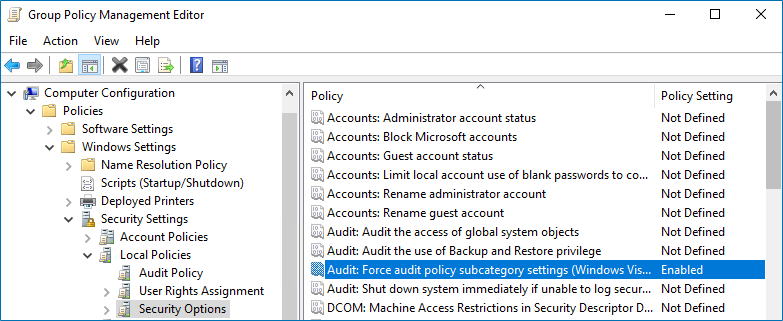 Group Policy Management Editor
File Action View Help
Computer Configuration
Policies
Software Settings
Windows Settings
Name Resolution Policy
Scripts (Startup/Shutdown)
Deployed Printers
Security Settings
Account Policies
Local Policies
Audit Policy
User Rights Assignment
Security Options
Policy Policy Setting
Accounts: Administrator account status Not Defined
Accounts: Block Microsoft accounts Not Defined
Accounts: Guest account status Not Defined
Accounts: Limit local account use of blank passwords to co... Not Defined
Accounts: Rename administrator account Not Defined
Accounts: Rename guest account Not Defined
Audit: Audit the access of global system objects Not Defined
Audit: Audit the use of Backup and Restore privilege Not Defined
Audit: Force audit policy subcategory settings (Windows Vis... Enabled
Audit: Shut down system immediately if unable to log secur... Not Defined
DCOM: Machine Access Restrictions in Security Descriptor D... Not Defined